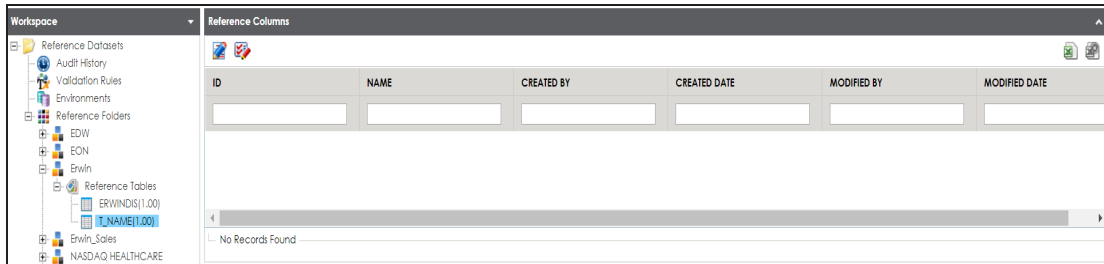 Workspace
Reference Datasets
Audit History
Validation Rules
Environments
Reference Folders
EDW
EON
Erwin
Reference Tables
ERWINDIS(1.00)
T_NAME(1.00)
Erwin_Sales
NASDAQ HEALTHCARE
Reference Columns
ID NAME CREATED BY CREATED DATE MODIFIED BY MODIFIED DATE
No Records Found